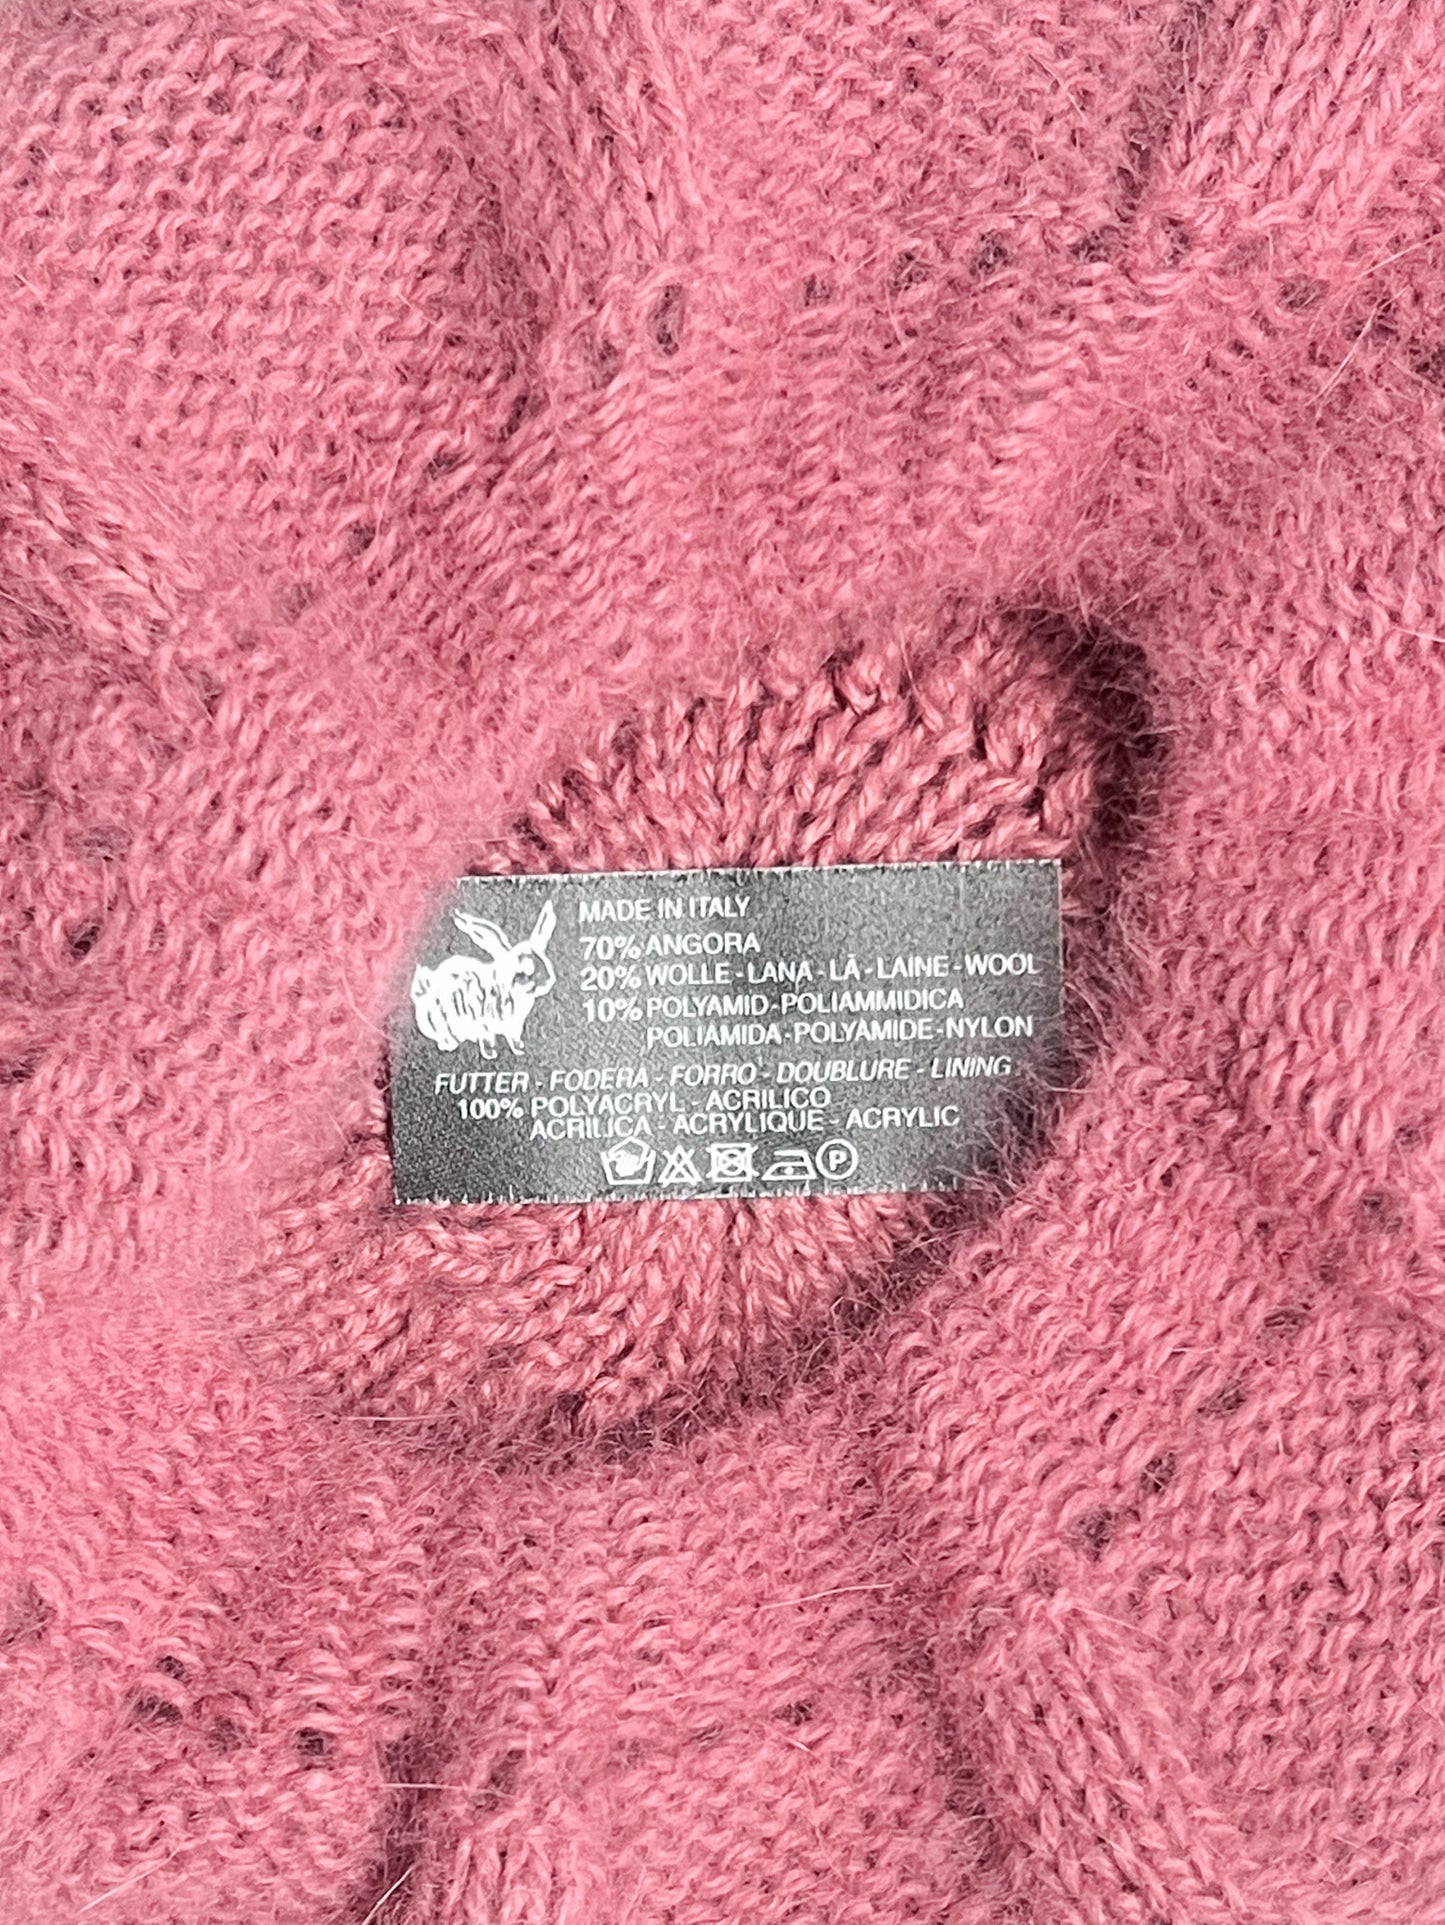 MADE IN ITALY
70% ANGORA
20% WOLLE - LANA - LÃ - LAINE - WOOL
10% POLYAMID - POLIAMMIDICA
POLIAMIDA - POLYAMIDE - NYLON
FUTTER - FODERA - FORRO - DOUBLURE - LINING
100% POLYACRYL - ACRILICO
ACRILICA - ACRYLIQUE - ACRYLIC
P